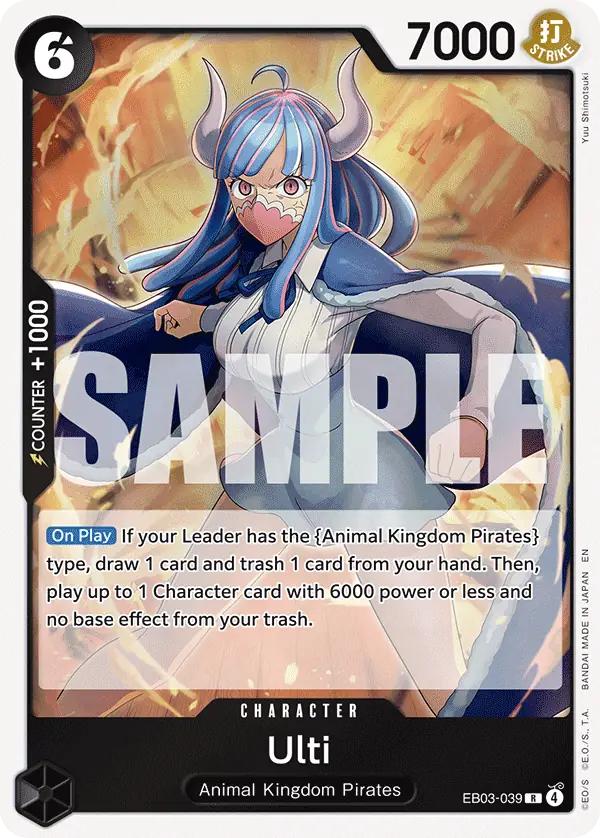 6
7000
打
STRIKE
Yuu Shimotsuki
COUNTER +1000
SAMPLE
On Play If your Leader has the {Animal Kingdom Pirates}
type, draw 1 card and trash 1 card from your hand. Then,
play up to 1 Character card with 6000 power or less and
no base effect from your trash.
©E.O/S ©E.O./S., T.A. BANDAI MADE IN JAPAN EN
CHARACTER
Ulti
Animal Kingdom Pirates
EB03-039 R 4